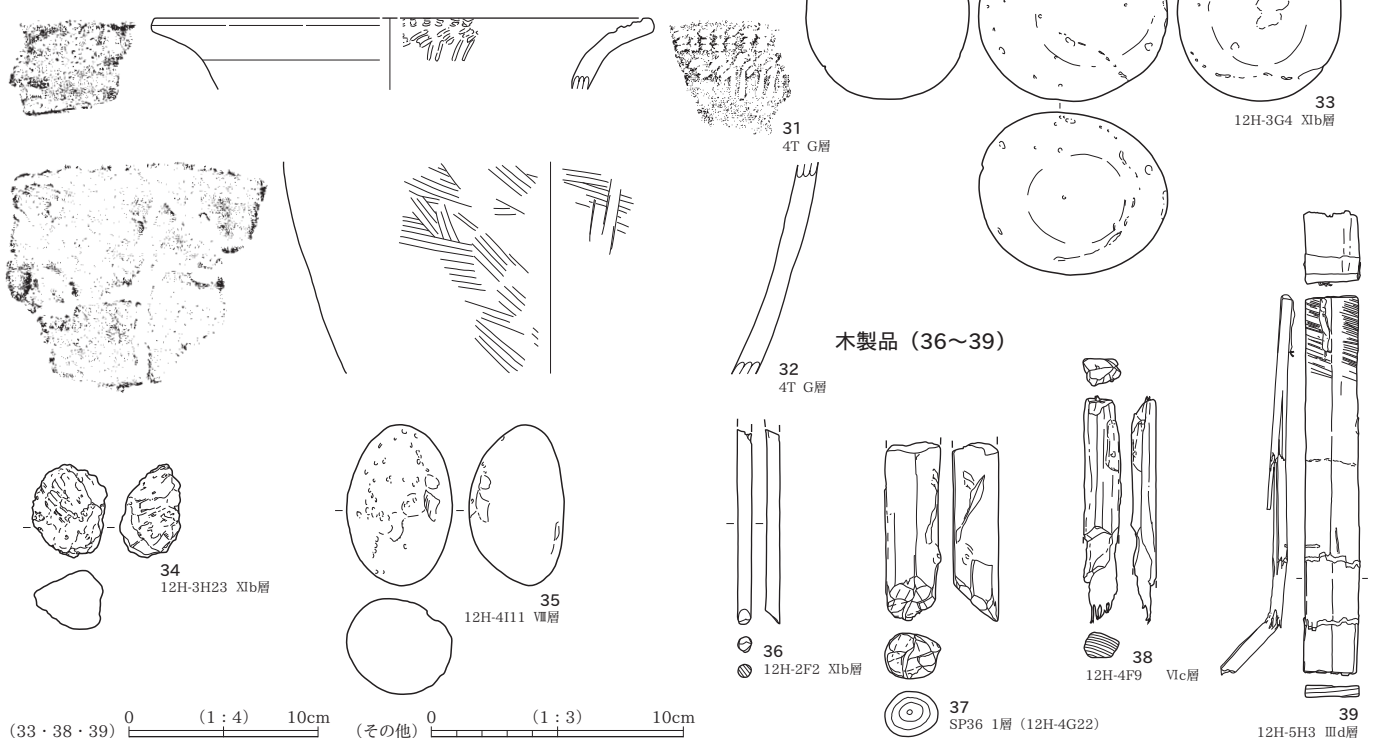 31
4T G層
33
12H-3G4 Ⅺb層
木製品（36～39）
32
4T G層
34
12H-3H23 Ⅺb層
35
12H-4I11 Ⅷ層
36
12H-2F2 Ⅺb層
37
SP36 1層（12H-4G22）
38
12H-4F9 Ⅵc層
39
12H-5H3 Ⅲd層
（33・38・39） 0 （1：4） 10cm
（その他） 0 （1：3） 10cm